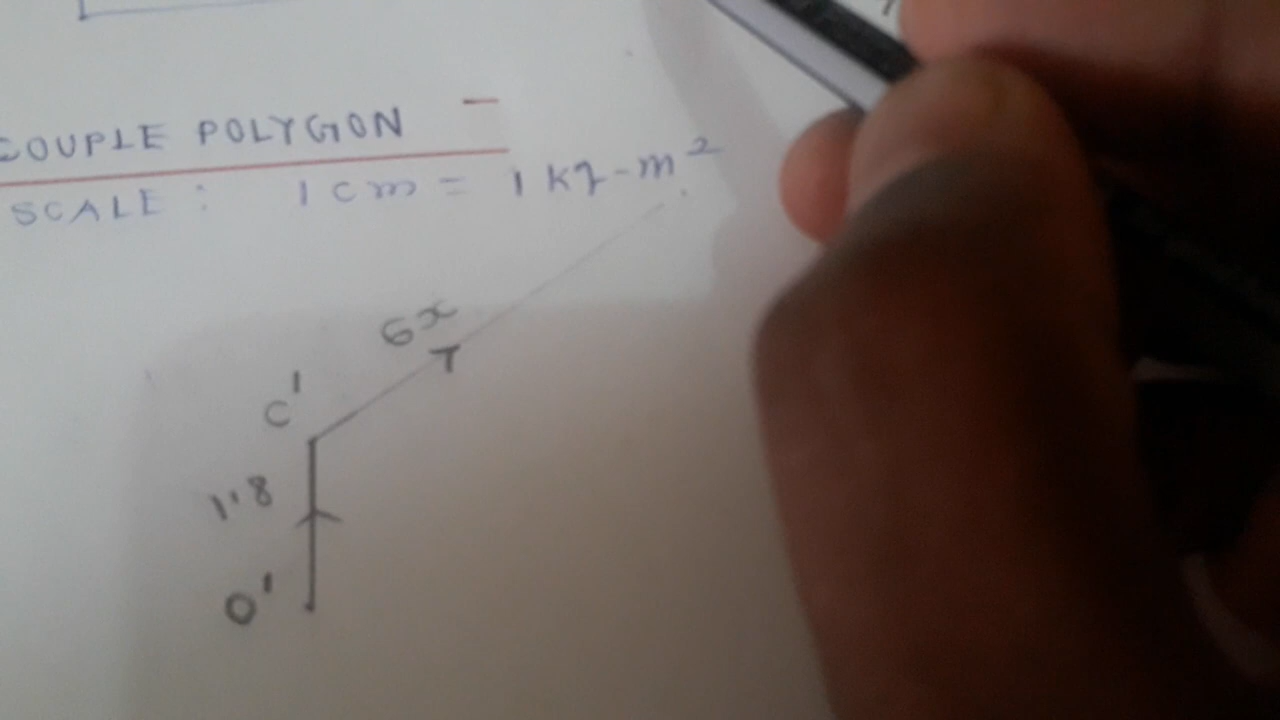 COUPLE POLYGON -
SCALE : 1 cm = 1 kg-m²
6x
c'
1.8
o'